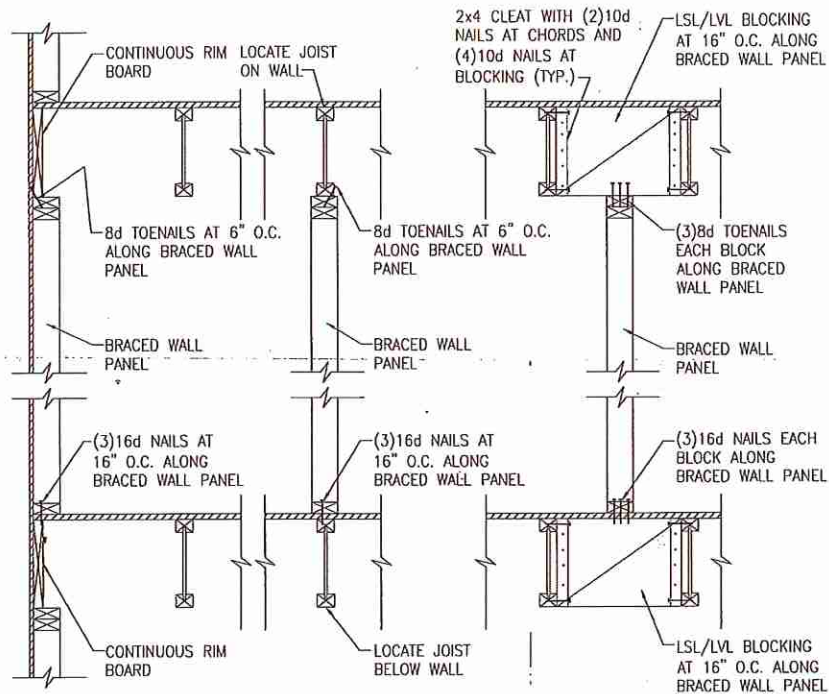 CONTINUOUS RIM
BOARD
LOCATE JOIST
ON WALL
2x4 CLEAT WITH (2)10d
NAILS AT CHORDS AND
(4)10d NAILS AT
BLOCKING (TYP.)
LSL/LVL BLOCKING
AT 16" O.C. ALONG
BRACED WALL PANEL
8d TOENAILS AT 6" O.C.
ALONG BRACED WALL
PANEL
8d TOENAILS AT 6" O.C.
ALONG BRACED WALL
PANEL
(3)8d TOENAILS
EACH BLOCK
ALONG BRACED
WALL PANEL
BRACED WALL
PANEL
BRACED WALL
PANEL
BRACED WALL
PANEL
(3)16d NAILS AT
16" O.C. ALONG
BRACED WALL PANEL
(3)16d NAILS AT
16" O.C. ALONG
BRACED WALL PANEL
(3)16d NAILS EACH
BLOCK ALONG
BRACED WALL PANEL
CONTINUOUS RIM
BOARD
LOCATE JOIST
BELOW WALL
LSL/LVL BLOCKING
AT 16" O.C. ALONG
BRACED WALL PANEL